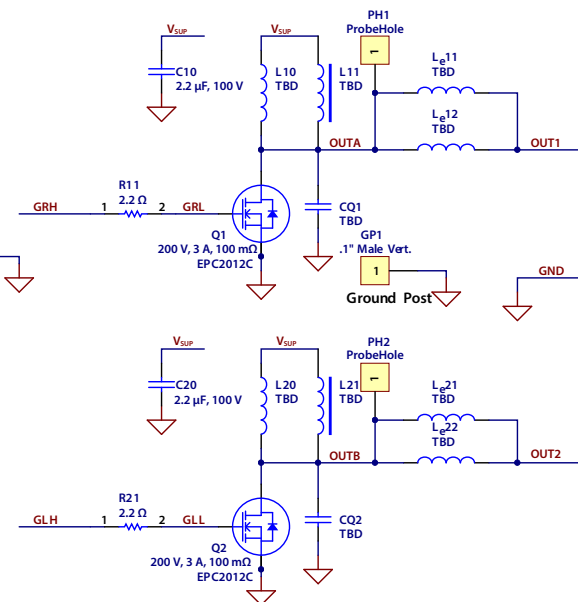 PH1
ProbeHole
1
VSUP
VSUP
C10
2.2 µF, 100 V
L10
TBD
L11
TBD
Le11
TBD
Le12
TBD
OUTA
OUT1
R11
2.2 Ω
GRH
1
2
GRL
Q1
200 V, 3 A, 100 mΩ
EPC2012C
CQ1
TBD
GP1
.1" Male Vert.
1
Ground Post
GND
PH2
ProbeHole
1
VSUP
VSUP
C20
2.2 µF, 100 V
L20
TBD
L21
TBD
Le21
TBD
Le22
TBD
OUTB
OUT2
R21
2.2 Ω
GLH
1
2
GLL
Q2
200 V, 3 A, 100 mΩ
EPC2012C
CQ2
TBD